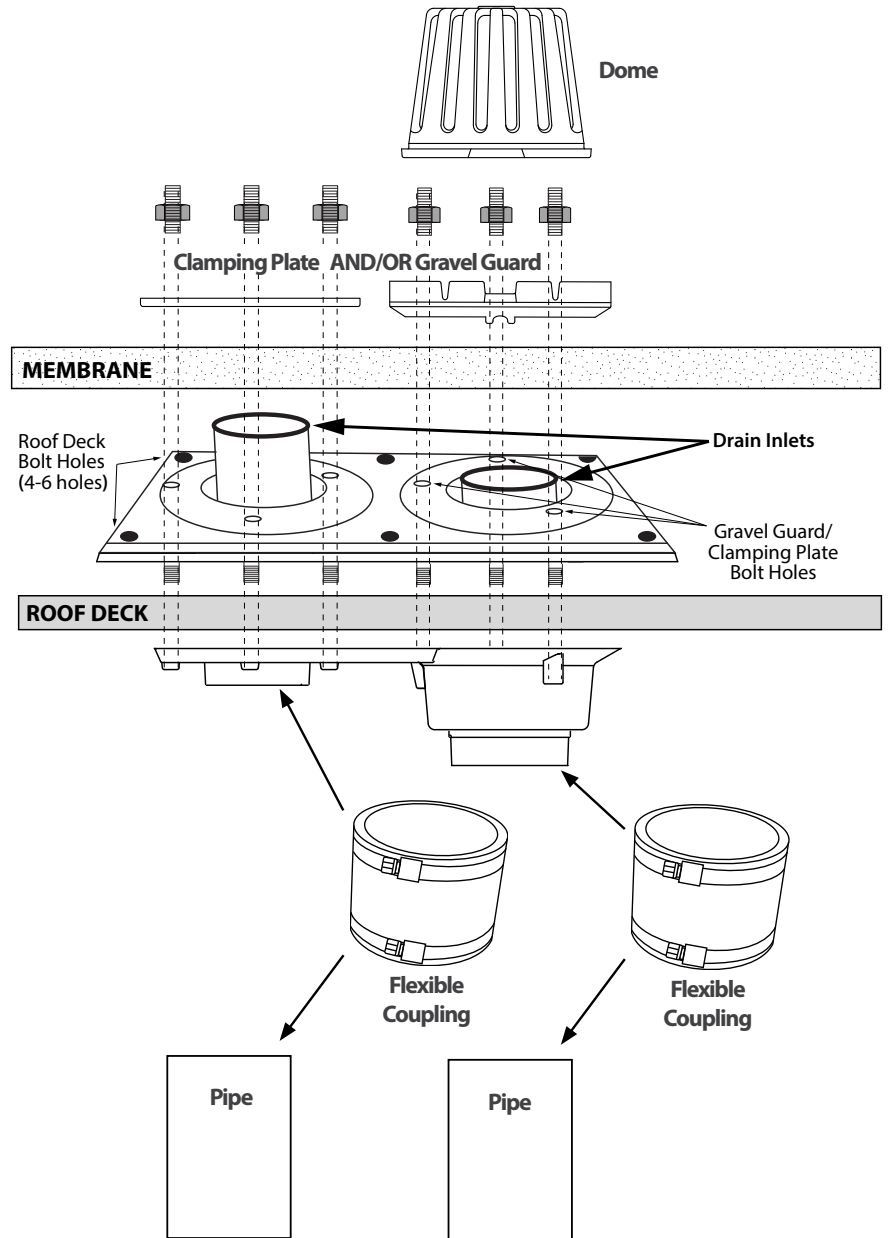 Dome
Clamping Plate AND/OR Gravel Guard
MEMBRANE
Roof Deck
Bolt Holes
(4-6 holes)
Drain Inlets
Gravel Guard/
Clamping Plate
Bolt Holes
ROOF DECK
Flexible
Coupling
Flexible
Coupling
Pipe
Pipe